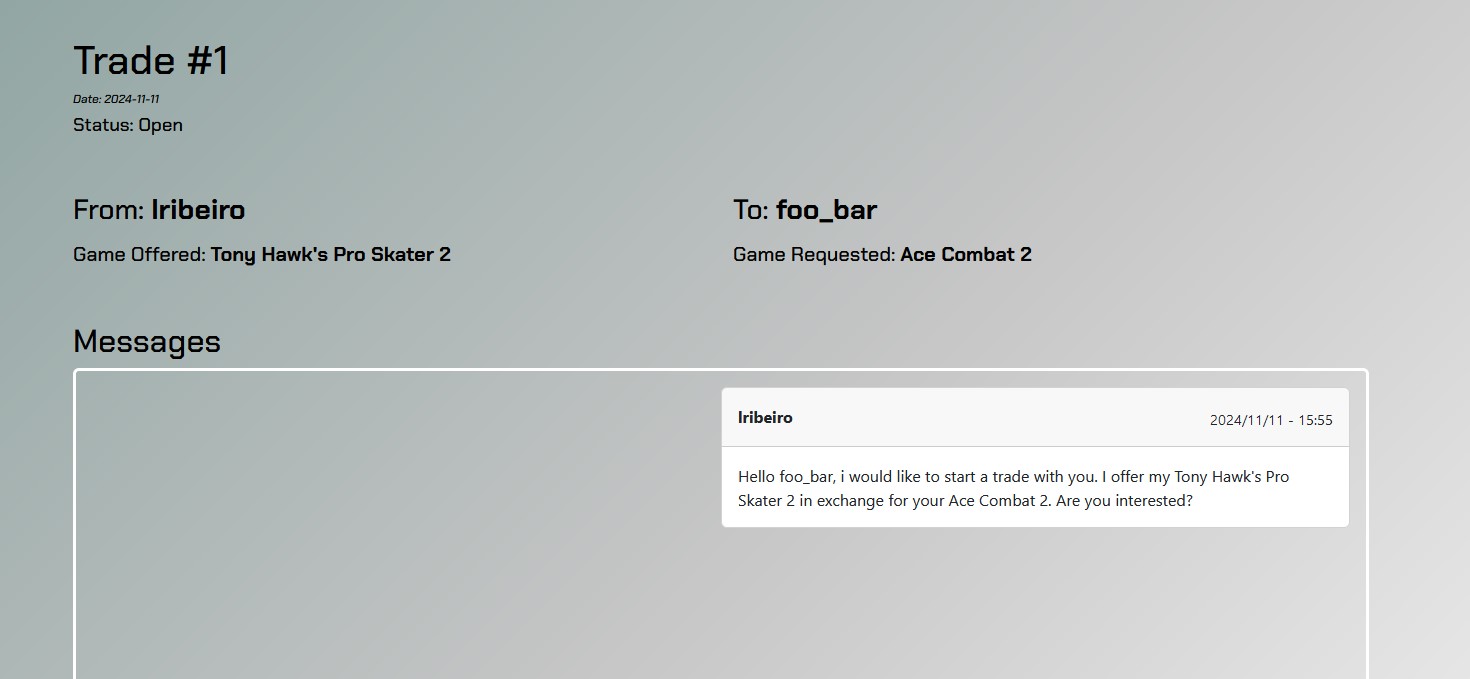 Trade #1
Date: 2024-11-11
Status: Open
From: lribeiro
To: foo_bar
Game Offered: Tony Hawk's Pro Skater 2
Game Requested: Ace Combat 2
Messages
lribeiro
2024/11/11 - 15:55
Hello foo_bar, i would like to start a trade with you. I offer my Tony Hawk's Pro
Skater 2 in exchange for your Ace Combat 2. Are you interested?